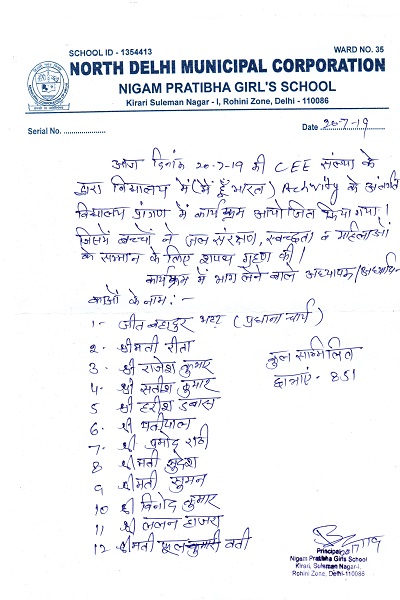 SCHOOL ID - 1354413
WARD NO. 35
NORTH DELHI MUNICIPAL CORPORATION
NIGAM PRATIBHA GIRL'S SCHOOL
Kirari Suleman Nagar - I, Rohini Zone, Delhi - 110086
Serial No. ..................
Date 20-7-19
आज दिनांक 20-7-19 को CEE संस्था के
द्वारा विद्यालय में (मैं हूँ भारत) Activity के अंतर्गत
विद्यालय प्रांगण में कार्यक्रम आयोजित किया गया।
जिसमें बच्चों ने जल संरक्षण, स्वच्छता व महिलाओं
के सम्मान के लिए शपथ ग्रहण की।
कार्यक्रम में भाग लेने वाले अध्यापक/अध्यापि-
काओं के नाम :-
1- जीत बहादुर (प्रधानाचार्य)
2- श्रीमती रीता
3- श्री राजेश कुमार
4- श्री सतीश कुमार
5 श्री हरीश डबास
6- श्री यतीपाल
7- श्री प्रमोद राठी
8 श्रीमती सुदेश
9 श्रीमती सुमन
10 श्री विनोद कुमार
11 श्री ललन हाजरा
12- श्रीमती फूल कुमारी वती
कुल सम्मिलित
छात्राएं - 851
Principal
Nigam Pratibha Girls School
Kirari, Suleman Nagar-I,
Rohini Zone, Delhi-110086